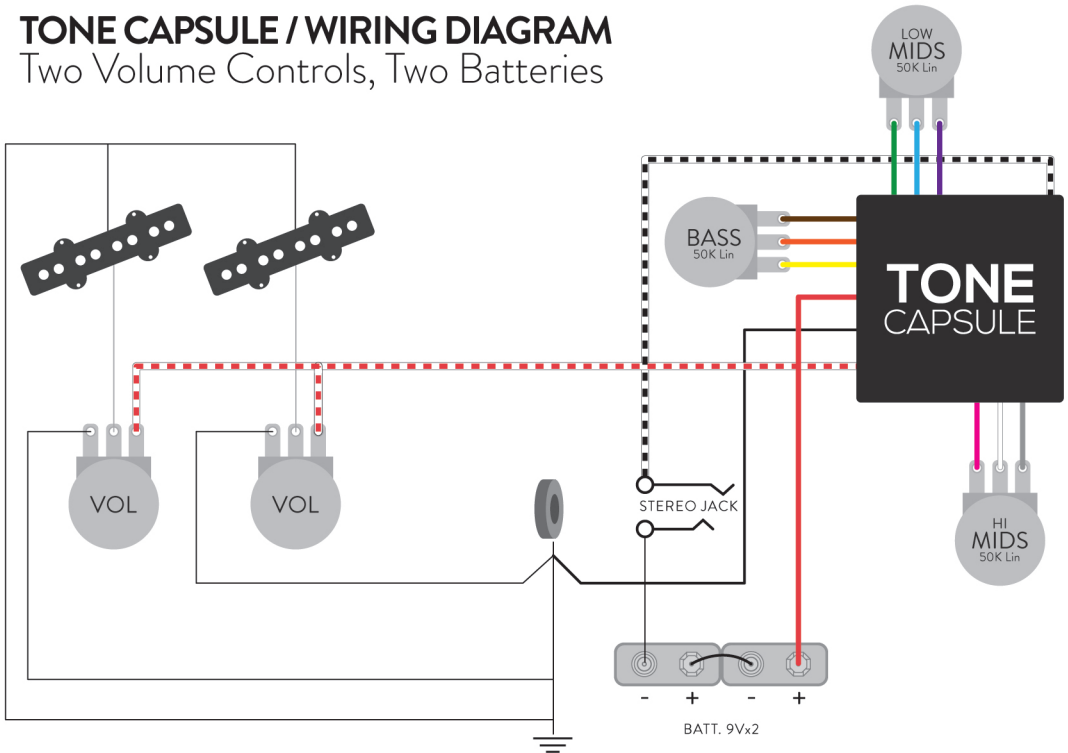 TONE CAPSULE / WIRING DIAGRAM
Two Volume Controls, Two Batteries
LOW
MIDS
50K Lin
BASS
50K Lin
TONE
CAPSULE
VOL
VOL
STEREO JACK
HI
MIDS
50K Lin
- + - +
BATT. 9Vx2